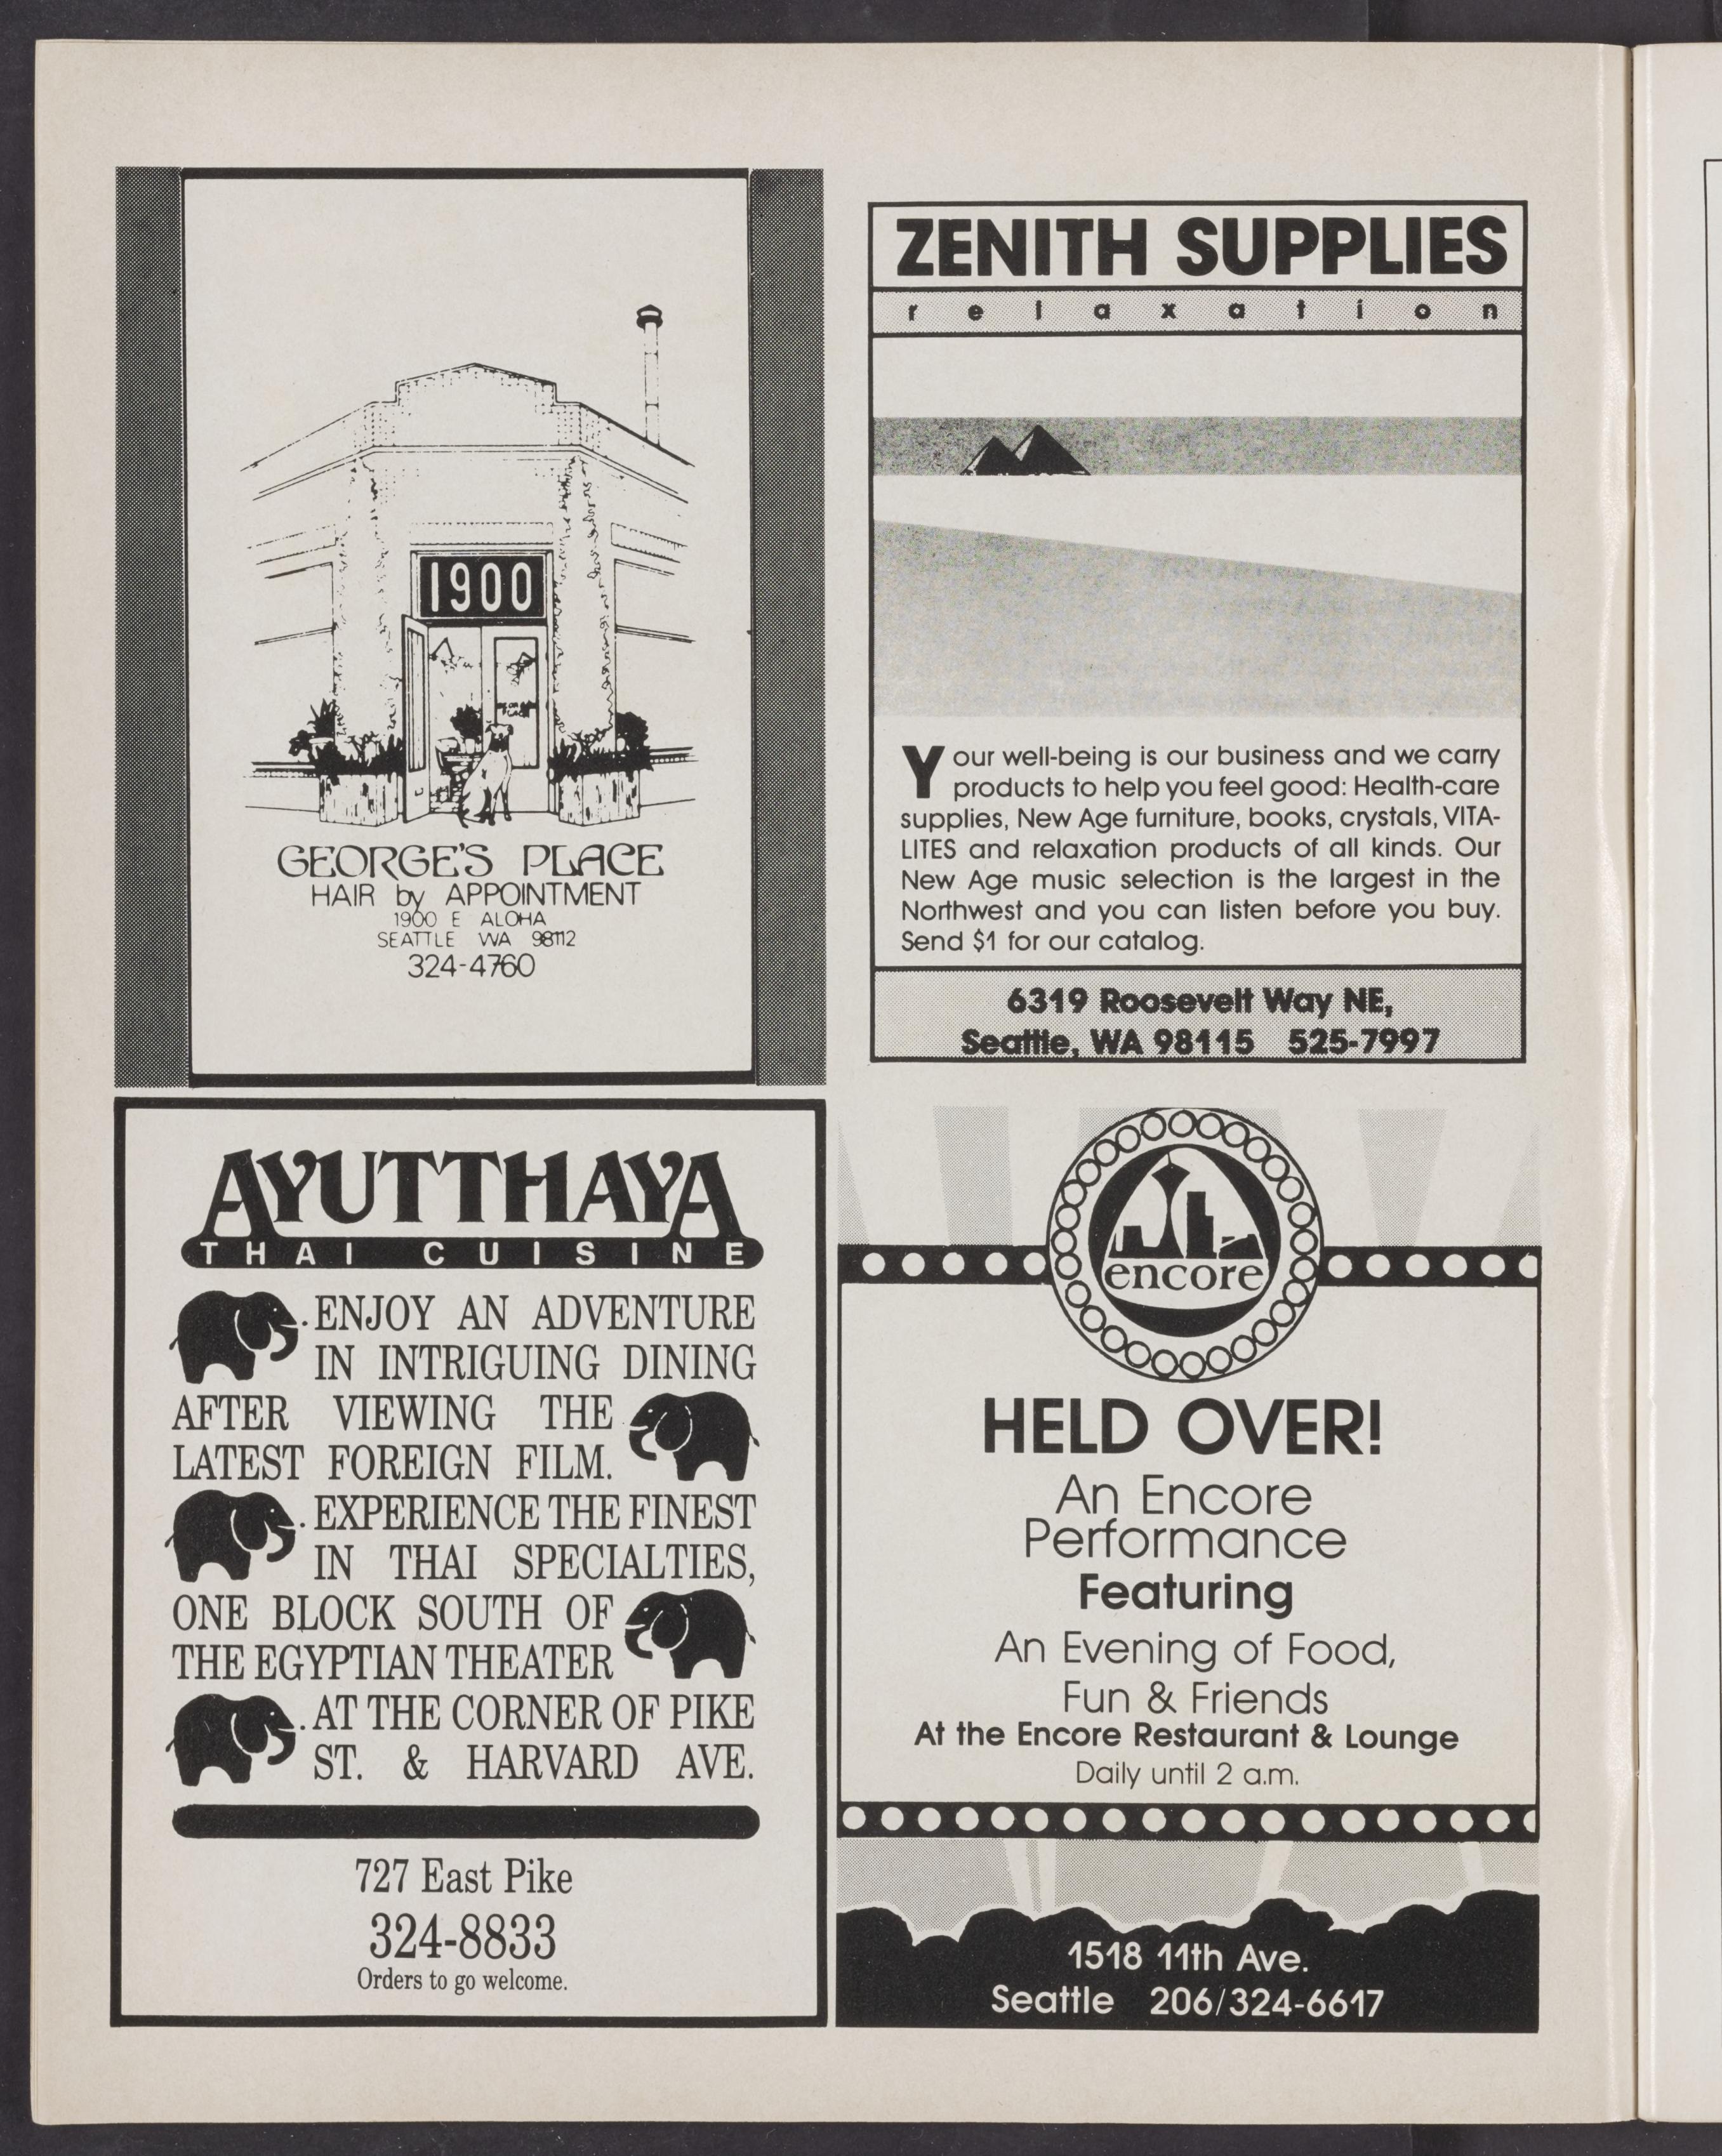 1900
GEORGE'S PLACE
HAIR by APPOINTMENT
1900 E ALOHA
SEATTLE WA 98112
324-4760
ZENITH SUPPLIES
relaxation
Your well-being is our business and we carry
products to help you feel good: Health-care
supplies, New Age furniture, books, crystals, VITA-
LITES and relaxation products of all kinds. Our
New Age music selection is the largest in the
Northwest and you can listen before you buy.
Send $1 for our catalog.
6319 Roosevelt Way NE,
Seattle, WA 98115 525-7997
AYUTTHAYA
THAI CUISINE
ENJOY AN ADVENTURE
IN INTRIGUING DINING
AFTER VIEWING THE
LATEST FOREIGN FILM.
EXPERIENCE THE FINEST
IN THAI SPECIALTIES,
ONE BLOCK SOUTH OF
THE EGYPTIAN THEATER
AT THE CORNER OF PIKE
ST. & HARVARD AVE.
727 East Pike
324-8833
Orders to go welcome.
encore
HELD OVER!
An Encore
Performance
Featuring
An Evening of Food,
Fun & Friends
At the Encore Restaurant & Lounge
Daily until 2 a.m.
1518 11th Ave.
Seattle 206/324-6617